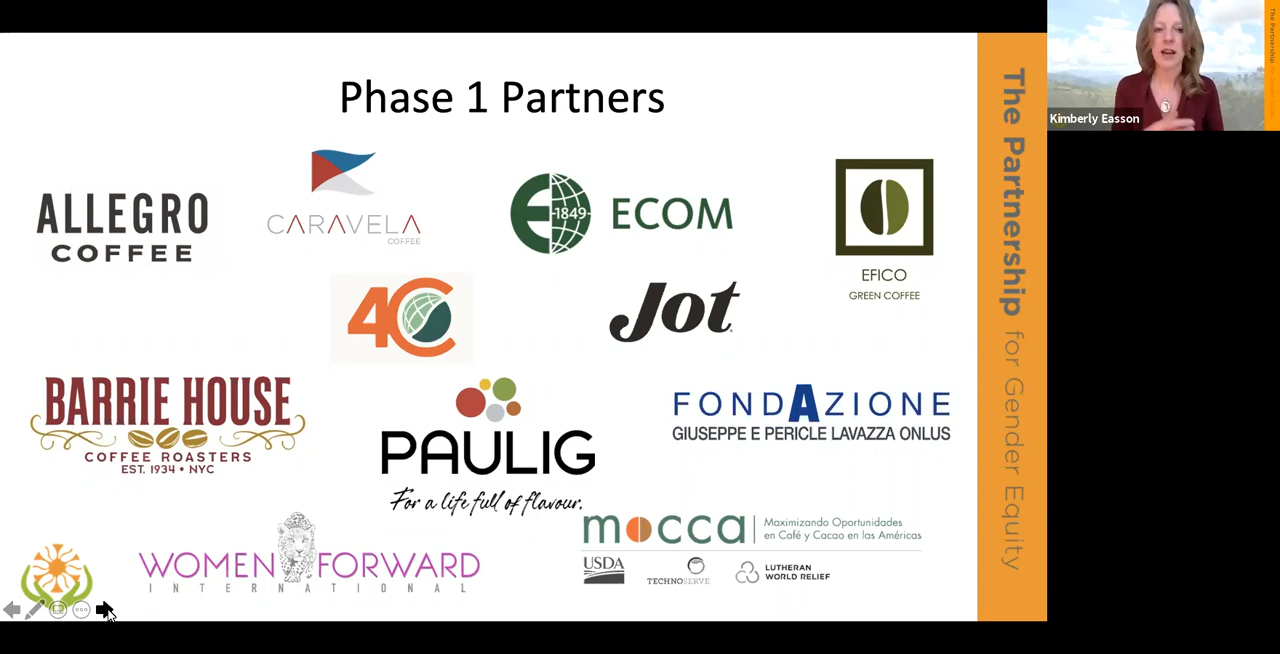 Phase 1 Partners
ALLEGRO
COFFEE
CARAVELA
COFFEE
-1849-
ECOM
EFICO
GREEN COFFEE
4C
Jot
BARRIE HOUSE
COFFEE ROASTERS
EST. 1934 • NYC
PAULIG
For a life full of flavour.
FONDAZIONE
GIUSEPPE E PERICLE LAVAZZA ONLUS
WOMEN FORWARD
INTERNATIONAL
mocca
Maximizando Oportunidades
en Café y Cacao en las Américas
USDA
TECHNOSERVE
LUTHERAN
WORLD RELIEF
The Partnership for Gender Equity
Kimberly Easson
The Partnership